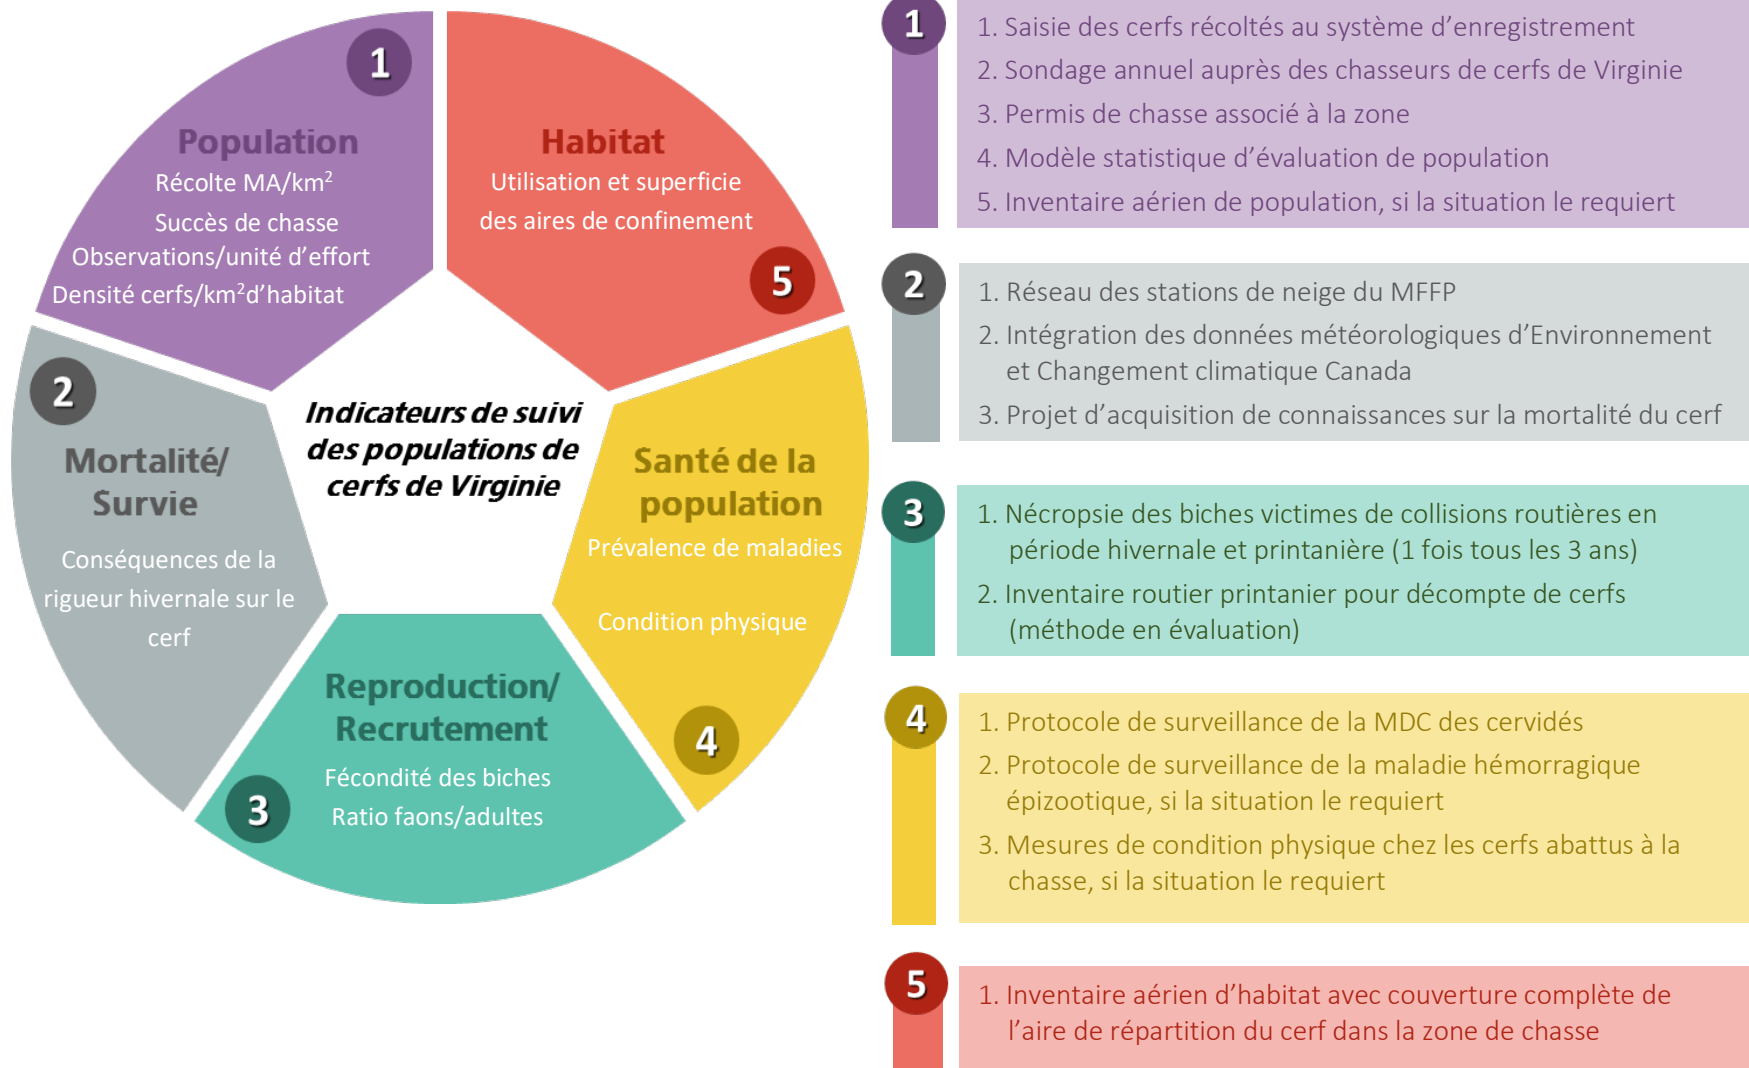 1
Population
Récolte MA/km²
Succès de chasse
Observations/unité d’effort
Densité cerfs/km²d’habitat
Habitat
Utilisation et superficie
des aires de confinement
5
2
Mortalité/
Survie
Conséquences de la
rigueur hivernale sur le
cerf
Indicateurs de suivi
des populations de
cerfs de Virginie
Santé de la
population
Prévalence de maladies
Condition physique
4
Reproduction/
Recrutement
Fécondité des biches
Ratio faons/adultes
3
1
1. Saisie des cerfs récoltés au système d’enregistrement
2. Sondage annuel auprès des chasseurs de cerfs de Virginie
3. Permis de chasse associé à la zone
4. Modèle statistique d’évaluation de population
5. Inventaire aérien de population, si la situation le requiert
2
1. Réseau des stations de neige du MFFP
2. Intégration des données météorologiques d’Environnement
et Changement climatique Canada
3. Projet d’acquisition de connaissances sur la mortalité du cerf
3
1. Nécropsie des biches victimes de collisions routières en
période hivernale et printanière (1 fois tous les 3 ans)
2. Inventaire routier printanier pour décompte de cerfs
(méthode en évaluation)
4
1. Protocole de surveillance de la MDC des cervidés
2. Protocole de surveillance de la maladie hémorragique
épizootique, si la situation le requiert
3. Mesures de condition physique chez les cerfs abattus à la
chasse, si la situation le requiert
5
1. Inventaire aérien d’habitat avec couverture complète de
l’aire de répartition du cerf dans la zone de chasse